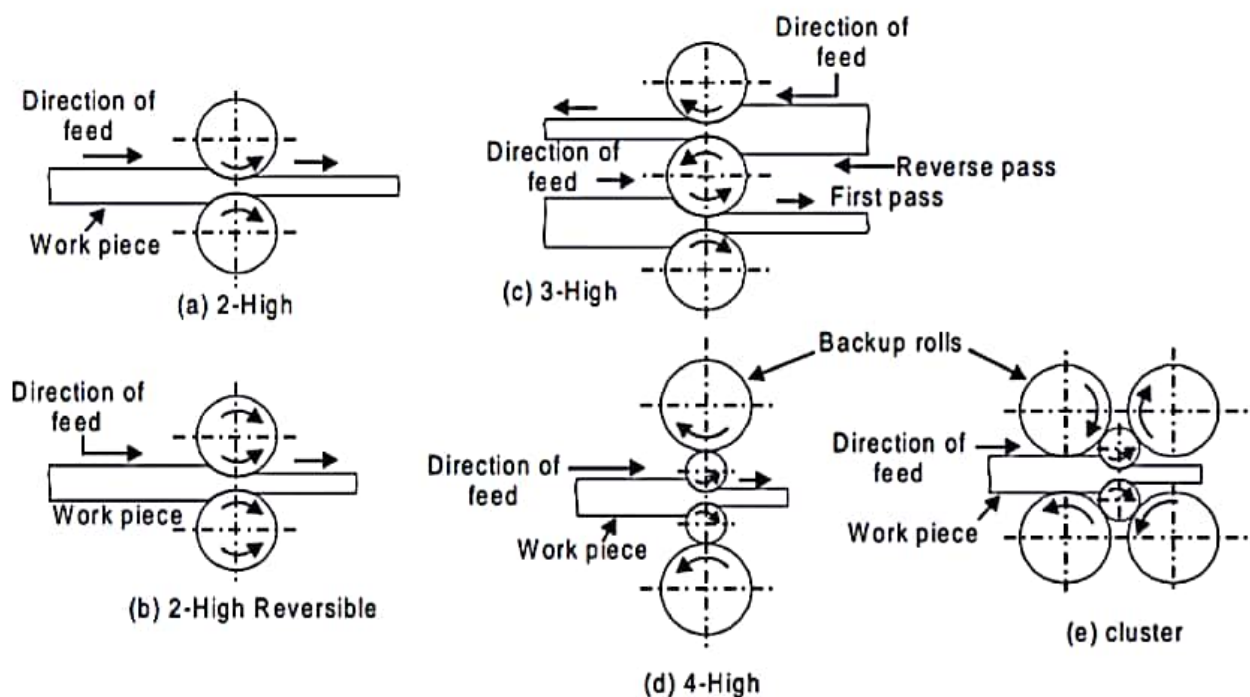 Direction of
feed
Work piece
(a) 2-High
Direction of
feed
Work piece
(b) 2-High Reversible
Direction of
feed
Direction of
feed
Reverse pass
First pass
(c) 3-High
Backup rolls
Direction of
feed
Work piece
(d) 4-High
Direction of
feed
Work piece
(e) cluster